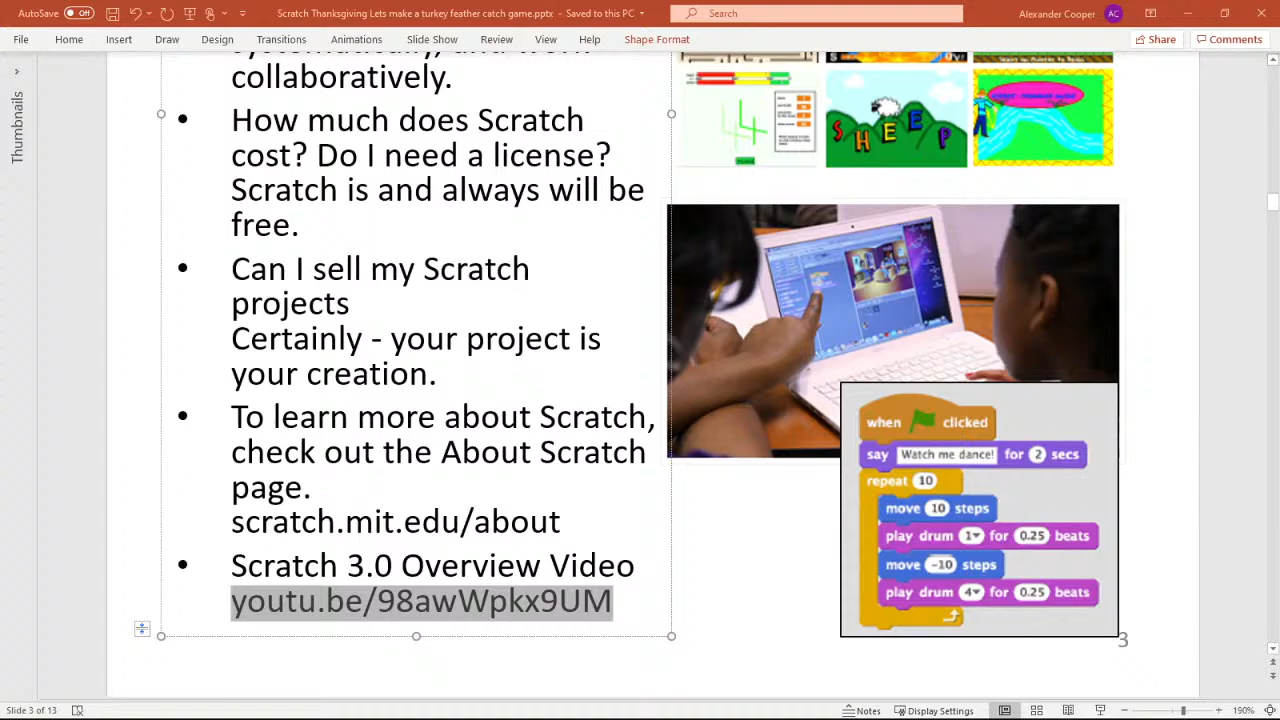 AutoSave Off
Scratch Thanksgiving Lets make a turkey feather catch game.pptx - Saved to this PC
Search
Alexander Cooper AC
File Home Insert Draw Design Transitions Animations Slide Show Review View Help Shape Format
Share Comments
Thumbnails
collaboratively.
• How much does Scratch
cost? Do I need a license?
Scratch is and always will be
free.
• Can I sell my Scratch
projects
Certainly - your project is
your creation.
• To learn more about Scratch,
check out the About Scratch
page.
scratch.mit.edu/about
• Scratch 3.0 Overview Video
youtu.be/98awWpkx9UM
SHEEP
when clicked
say Watch me dance! for 2 secs
repeat 10
move 10 steps
play drum 1 for 0.25 beats
move -10 steps
play drum 4 for 0.25 beats
3
Slide 3 of 13
Notes Display Settings
190%